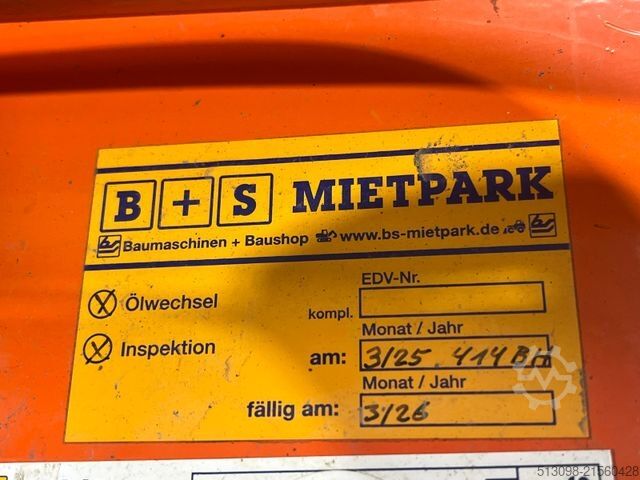 B + S MIETPARK
Baumaschinen + Baushop www.bs-mietpark.de
EDV-Nr.
Ölwechsel kompl.
Monat / Jahr
Inspektion am: 3/25 414 BH
Monat / Jahr
fällig am: 3/26
513098-21560428